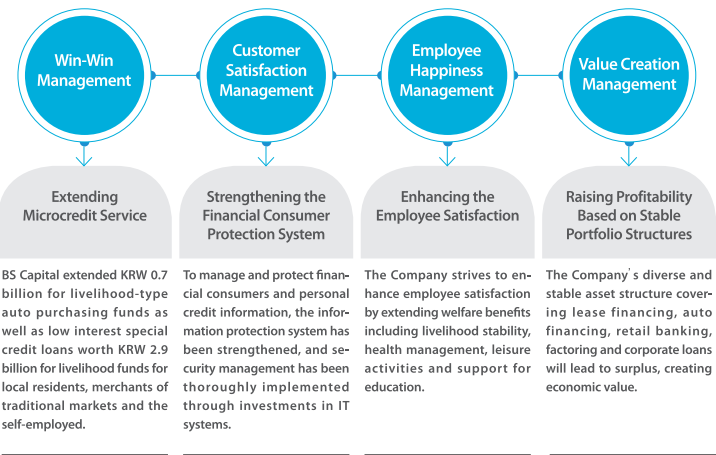 Win-Win
Management
Customer
Satisfaction
Management
Employee
Happiness
Management
Value Creation
Management
Extending
Microcredit Service
Strengthening the
Financial Consumer
Protection System
Enhancing the
Employee Satisfaction
Raising Profitability
Based on Stable
Portfolio Structures
BS Capital extended KRW 0.7
billion for livelihood-type
auto purchasing funds as
well as low interest special
credit loans worth KRW 2.9
billion for livelihood funds for
local residents, merchants of
traditional markets and the
self-employed.
To manage and protect finan-
cial consumers and personal
credit information, the infor-
mation protection system has
been strengthened, and se-
curity management has been
thoroughly implemented
through investments in IT
systems.
The Company strives to en-
hance employee satisfaction
by extending welfare benefits
including livelihood stability,
health management, leisure
activities and support for
education.
The Company's diverse and
stable asset structure cover-
ing lease financing, auto
financing, retail banking,
factoring and corporate loans
will lead to surplus, creating
economic value.